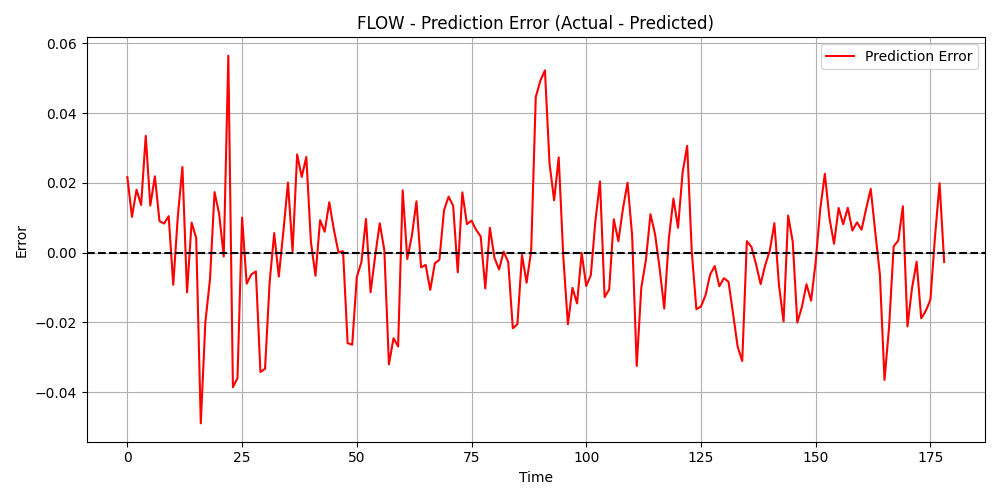 FLOW - Prediction Error (Actual - Predicted)
Prediction Error
Error
0.06
0.04
0.02
0.00
−0.02
−0.04
0 25 50 75 100 125 150 175
Time